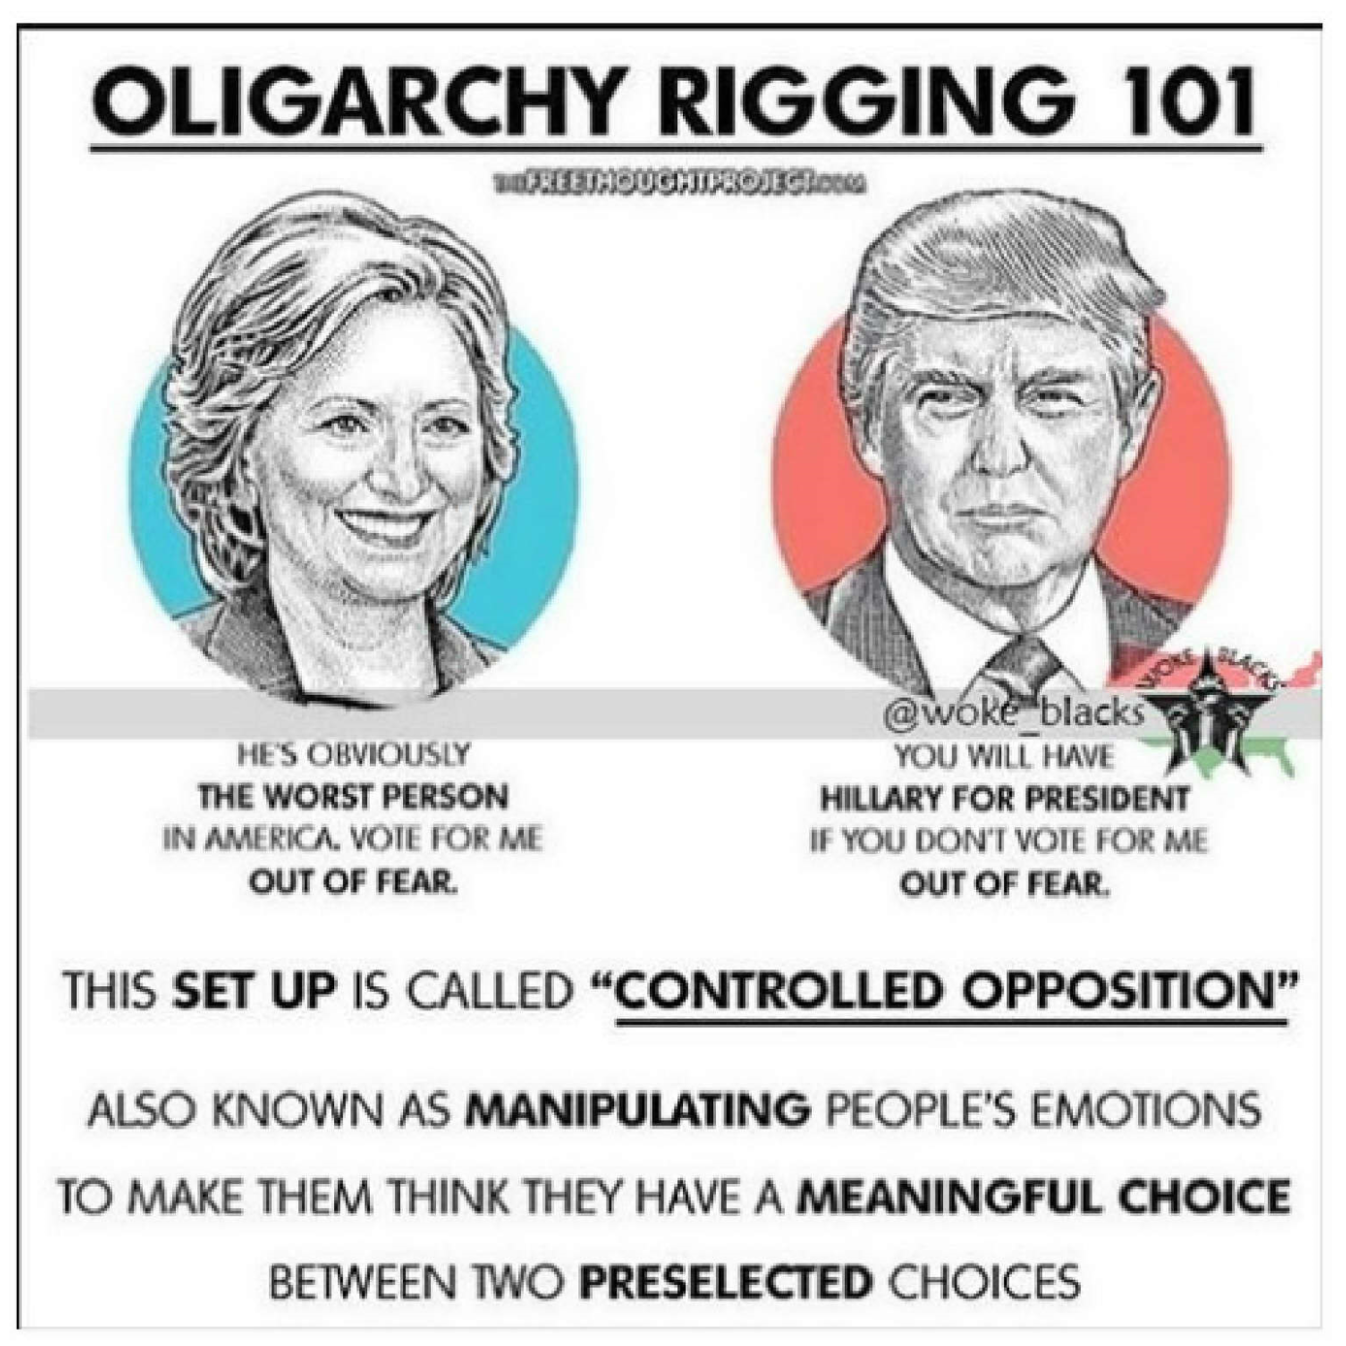 OLIGARCHY RIGGING 101
THEFREETHOUGHTPROJECT.COM
WOKE BLACKS
@woke_blacks
HE'S OBVIOUSLY
THE WORST PERSON
IN AMERICA. VOTE FOR ME
OUT OF FEAR.
YOU WILL HAVE
HILLARY FOR PRESIDENT
IF YOU DON'T VOTE FOR ME
OUT OF FEAR.
THIS SET UP IS CALLED “CONTROLLED OPPOSITION”
ALSO KNOWN AS MANIPULATING PEOPLE'S EMOTIONS
TO MAKE THEM THINK THEY HAVE A MEANINGFUL CHOICE
BETWEEN TWO PRESELECTED CHOICES